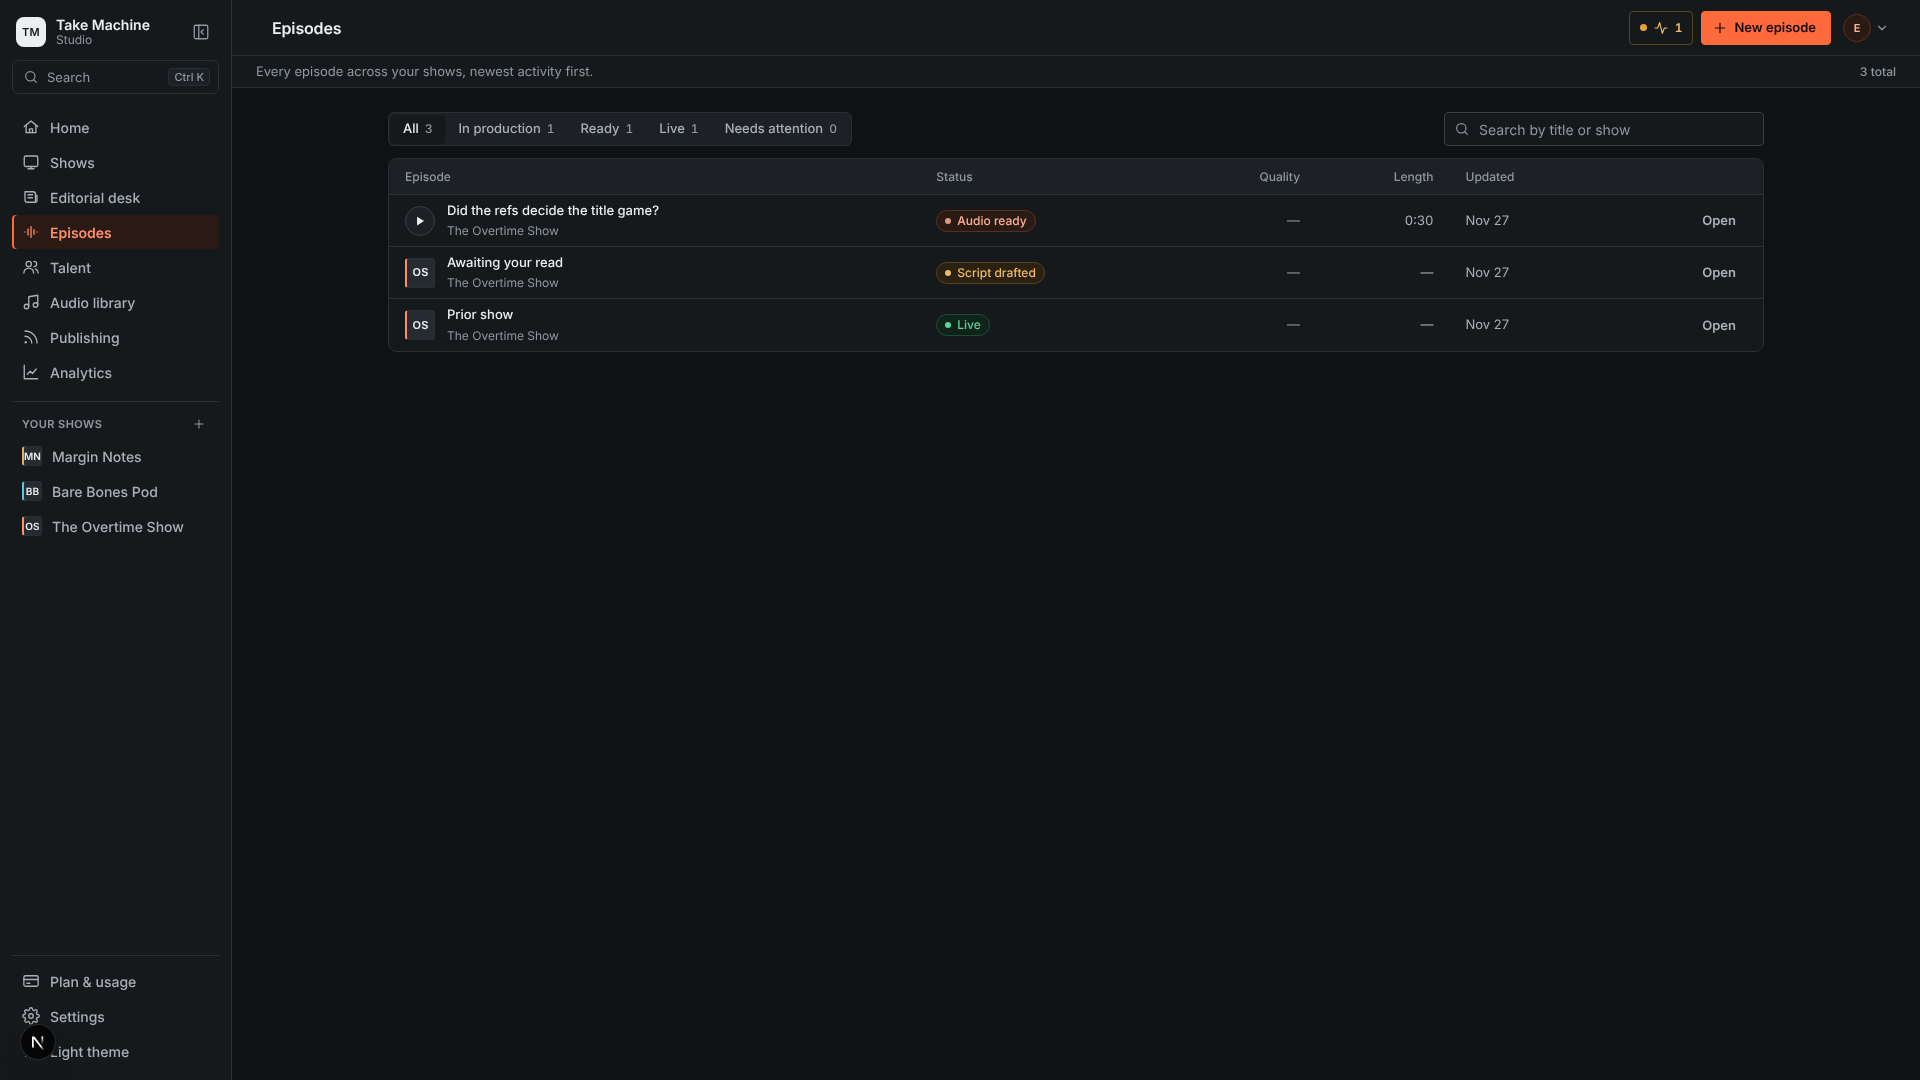 TM
Take Machine
Studio
Search
Ctrl K
Home
Shows
Editorial desk
Episodes
Talent
Audio library
Publishing
Analytics
YOUR SHOWS
MN Margin Notes
BB Bare Bones Pod
OS The Overtime Show
Plan & usage
Settings
N
Light theme
Episodes
1
New episode
E
Every episode across your shows, newest activity first.
3 total
All 3
In production 1
Ready 1
Live 1
Needs attention 0
Search by title or show
Episode Status Quality Length Updated
Did the refs decide the title game?
The Overtime Show
Audio ready — 0:30 Nov 27 Open
OS
Awaiting your read
The Overtime Show
Script drafted — — Nov 27 Open
OS
Prior show
The Overtime Show
Live — — Nov 27 Open